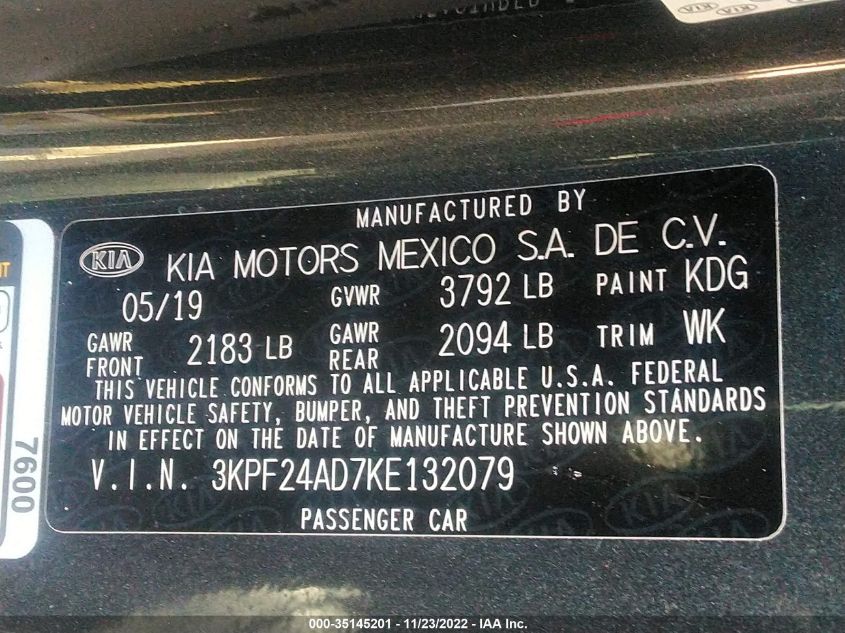 MANUFACTURED BY
KIA KIA MOTORS MEXICO S.A. DE C.V.
05/19 GVWR 3792 LB PAINT KDG
GAWR FRONT 2183 LB GAWR REAR 2094 LB TRIM WK
THIS VEHICLE CONFORMS TO ALL APPLICABLE U.S.A. FEDERAL
MOTOR VEHICLE SAFETY, BUMPER, AND THEFT PREVENTION STANDARDS
IN EFFECT ON THE DATE OF MANUFACTURE SHOWN ABOVE.
V.I.N. 3KPF24AD7KE132079
PASSENGER CAR
7600
000-35145201 - 11/23/2022 - IAA Inc.